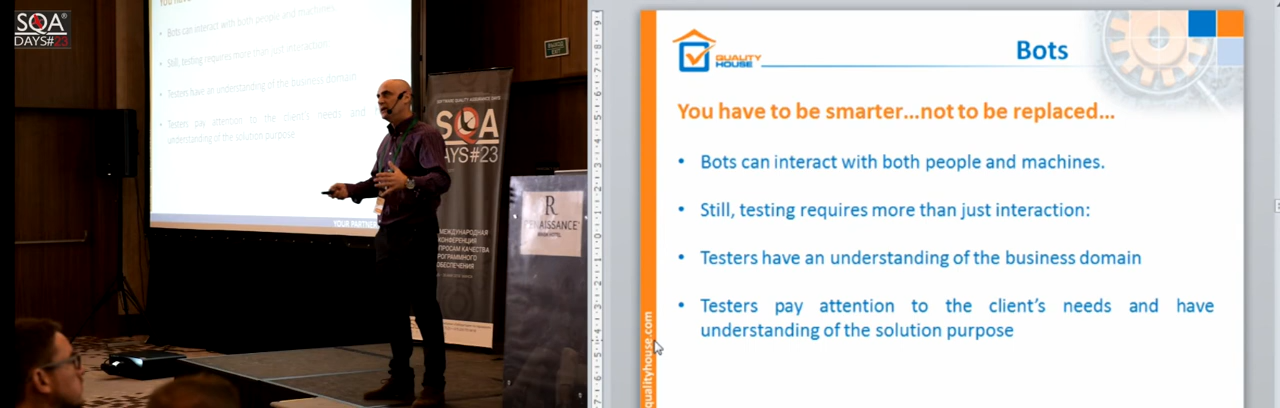 SQA
DAYS#23
Bots can interact with both people and machines.
Still, testing requires more than just interaction:
Testers have an understanding of the business domain
Testers pay attention to the client's needs and
understanding of the solution purpose
YOUR PARTNER
EXIT
SOFTWARE QUALITY ASSURANCE DAYS
SQA
DAYS#23
МЕЖДУНАРОДНАЯ
КОНФЕРЕНЦИЯ
ПРОГРАММНОГО
ОБЕСПЕЧЕНИЯ
R
RENAISSANCE
QUALITY
HOUSE
Bots
You have to be smarter...not to be replaced...
• Bots can interact with both people and machines.
• Still, testing requires more than just interaction:
• Testers have an understanding of the business domain
• Testers pay attention to the client's needs and have
understanding of the solution purpose
qualityhouse.com